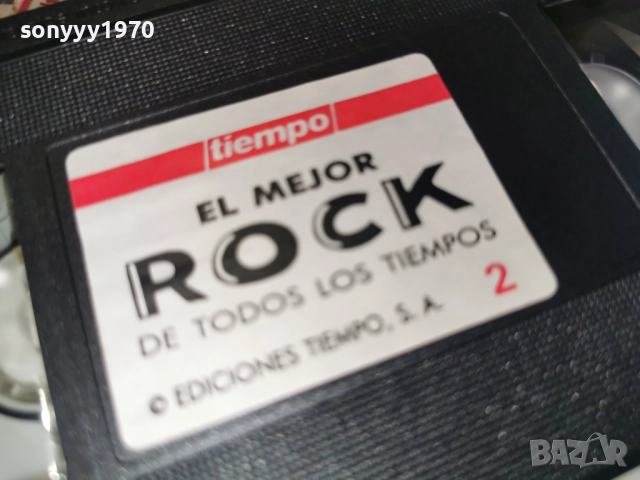 sonyyy1970
tiempo
EL MEJOR
ROCK
DE TODOS LOS TIEMPOS
2
© EDICIONES TIEMPO, S. A.
BAZAR